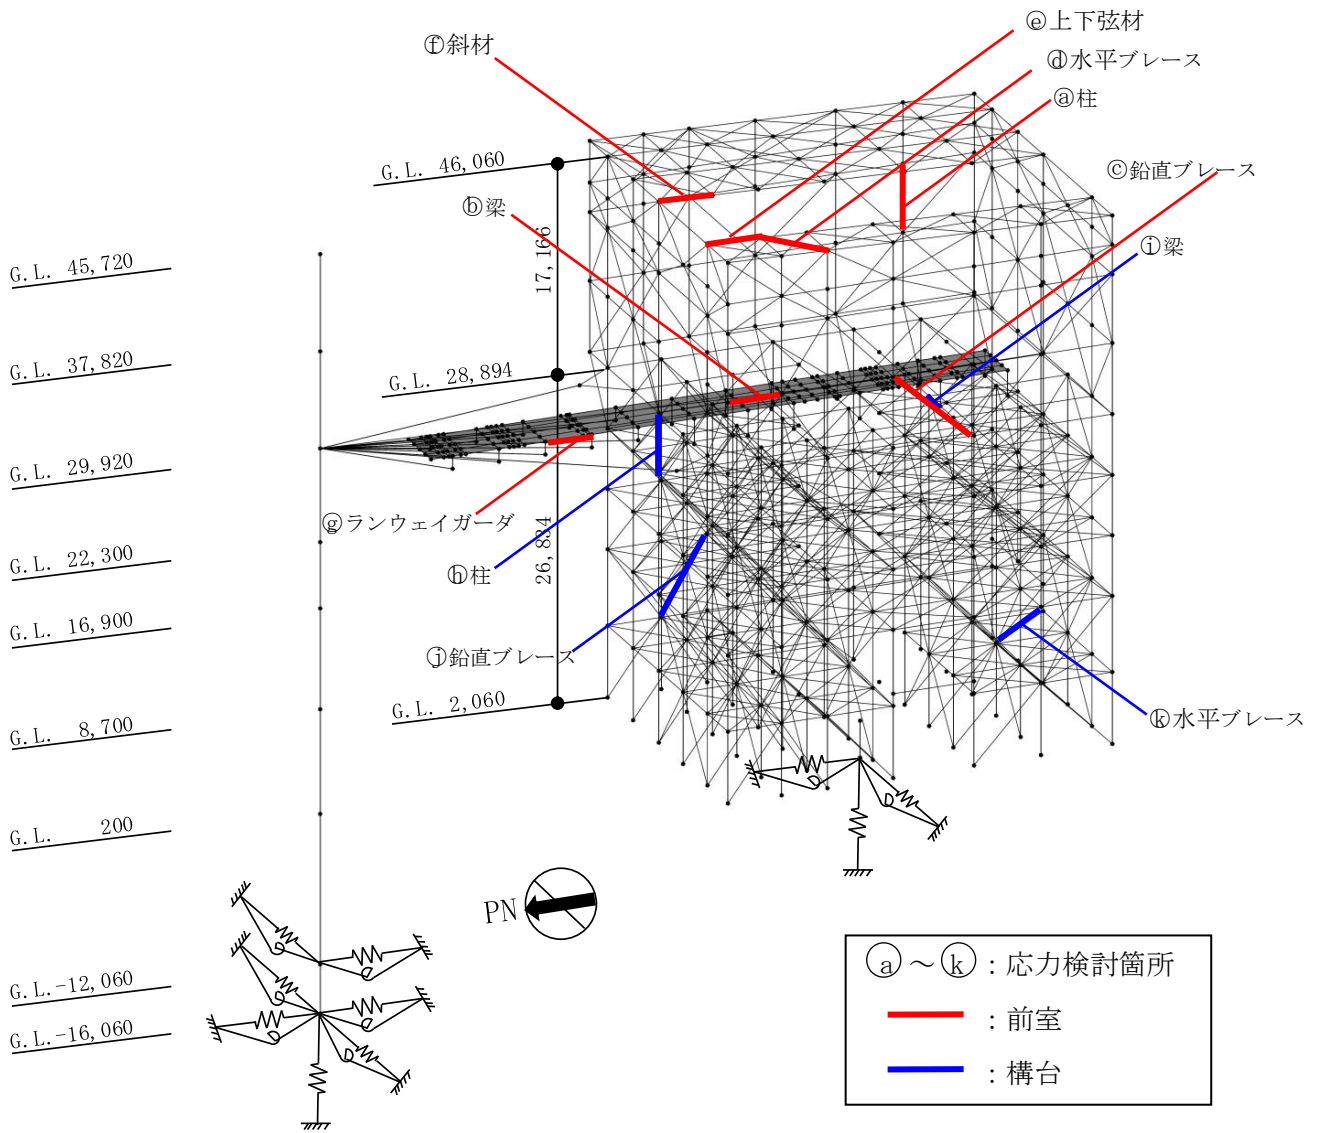 ⓔ上下弦材
ⓕ斜材
ⓓ水平ブレース
ⓐ柱
G.L. 46,060
ⓒ鉛直ブレース
ⓑ梁
ⓘ梁
17,166
G.L. 45,720
G.L. 37,820
G.L. 28,894
G.L. 29,920
ⓖランウェイガーダ
26,834
G.L. 22,300
ⓗ柱
G.L. 16,900
ⓙ鉛直ブレース
G.L. 2,060
ⓚ水平ブレース
G.L. 8,700
G.L. 200
PN
G.L.-12,060
G.L.-16,060
ⓐ～ⓚ：応力検討箇所
：前室
：構台